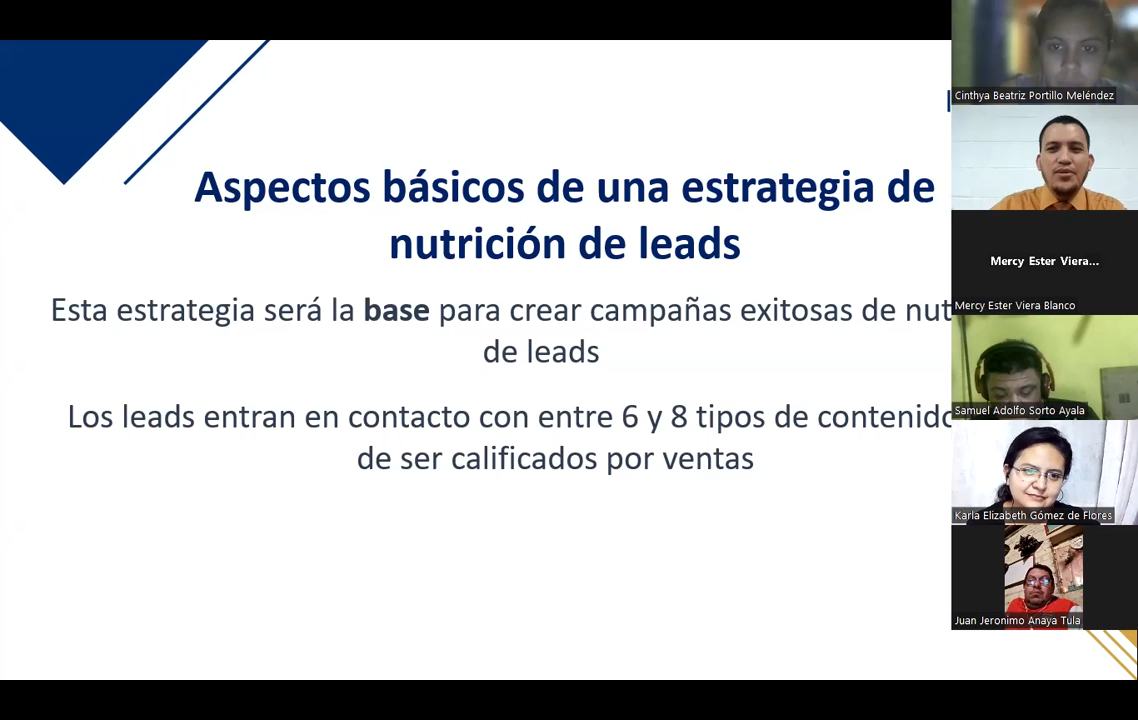 Aspectos básicos de una estrategia de
nutrición de leads
Esta estrategia será la base para crear campañas exitosas de nut
de leads
Los leads entran en contacto con entre 6 y 8 tipos de contenido
de ser calificados por ventas
Cinthya Beatriz Portillo Meléndez
Mercy Ester Viera...
Mercy Ester Viera Blanco
Samuel Adolfo Sorto Ayala
Karla Elizabeth Gómez de Flores
Juan Jeronimo Anaya Tula